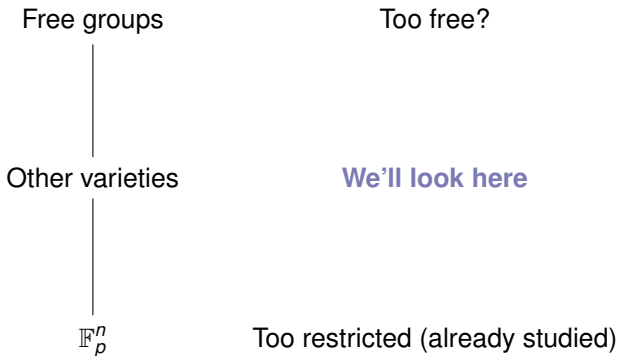 Free groups Too free?
Other varieties We'll look here
𝔽ₚⁿ Too restricted (already studied)